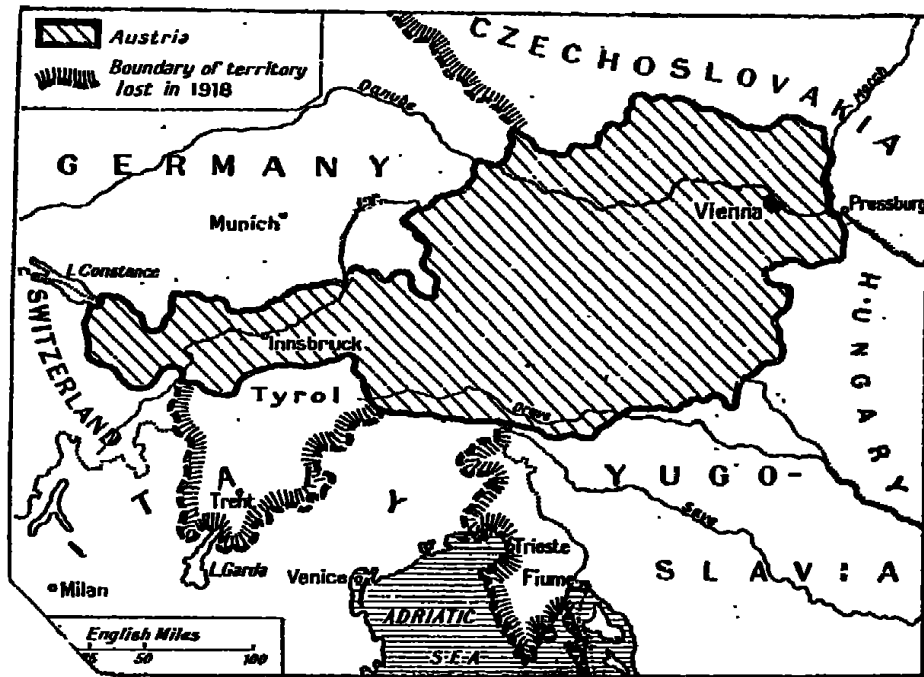 Austria
Boundary of territory
lost in 1918
CZECHOSLOVAKIA
March
Danube
GERMANY
Munich
Vienna
Pressburg
L. Constance
SWITZERLAND
Innsbruck
HUNGARY
Tyrol
Drave
YUGO-
SLAVIA
Save
ITALY
Trent
L. Garda
Trieste
Fiume
Venice
Milan
ADRIATIC
SEA
English Miles
50 100